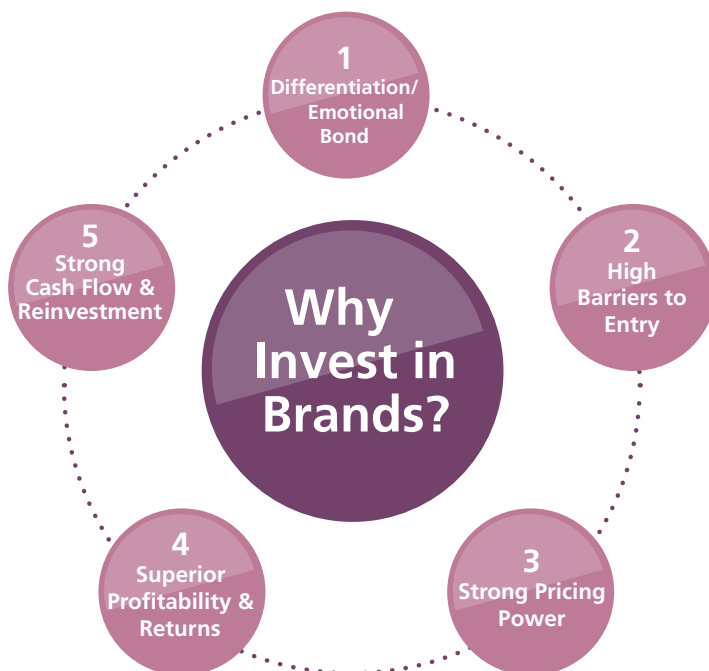 1
Differentiation/
Emotional
Bond
2
High
Barriers to
Entry
3
Strong Pricing
Power
4
Superior
Profitability &
Returns
5
Strong
Cash Flow &
Reinvestment
Why
Invest in
Brands?